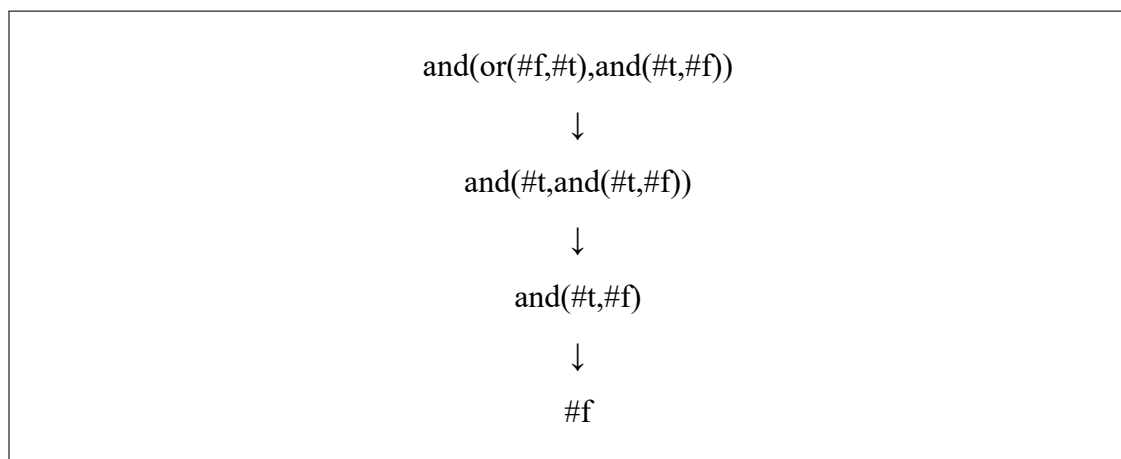 and(or(#f,#t),and(#t,#f))
↓
and(#t,and(#t,#f))
↓
and(#t,#f)
↓
#f